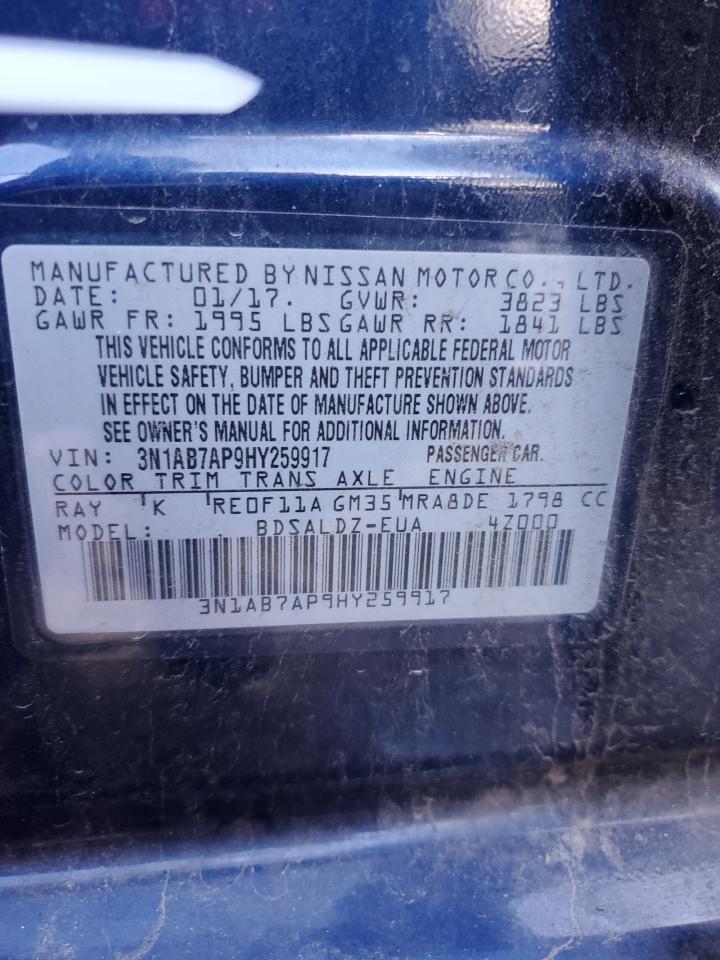 MANUFACTURED BY NISSAN MOTOR CO., LTD.
DATE: 01/17. GVWR: 3823 LBS
GAWR FR: 1995 LBS GAWR RR: 1841 LBS
THIS VEHICLE CONFORMS TO ALL APPLICABLE FEDERAL MOTOR
VEHICLE SAFETY, BUMPER AND THEFT PREVENTION STANDARDS
IN EFFECT ON THE DATE OF MANUFACTURE SHOWN ABOVE.
SEE OWNER'S MANUAL FOR ADDITIONAL INFORMATION.
VIN: 3N1AB7AP9HY259917 PASSENGER CAR.
COLOR TRIM TRANS AXLE ENGINE
RAY K RE0F11A GM35 MRA8DE 1798 CC
MODEL: . BDSALDZ-EUA 4Z000
3N1AB7AP9HY259917